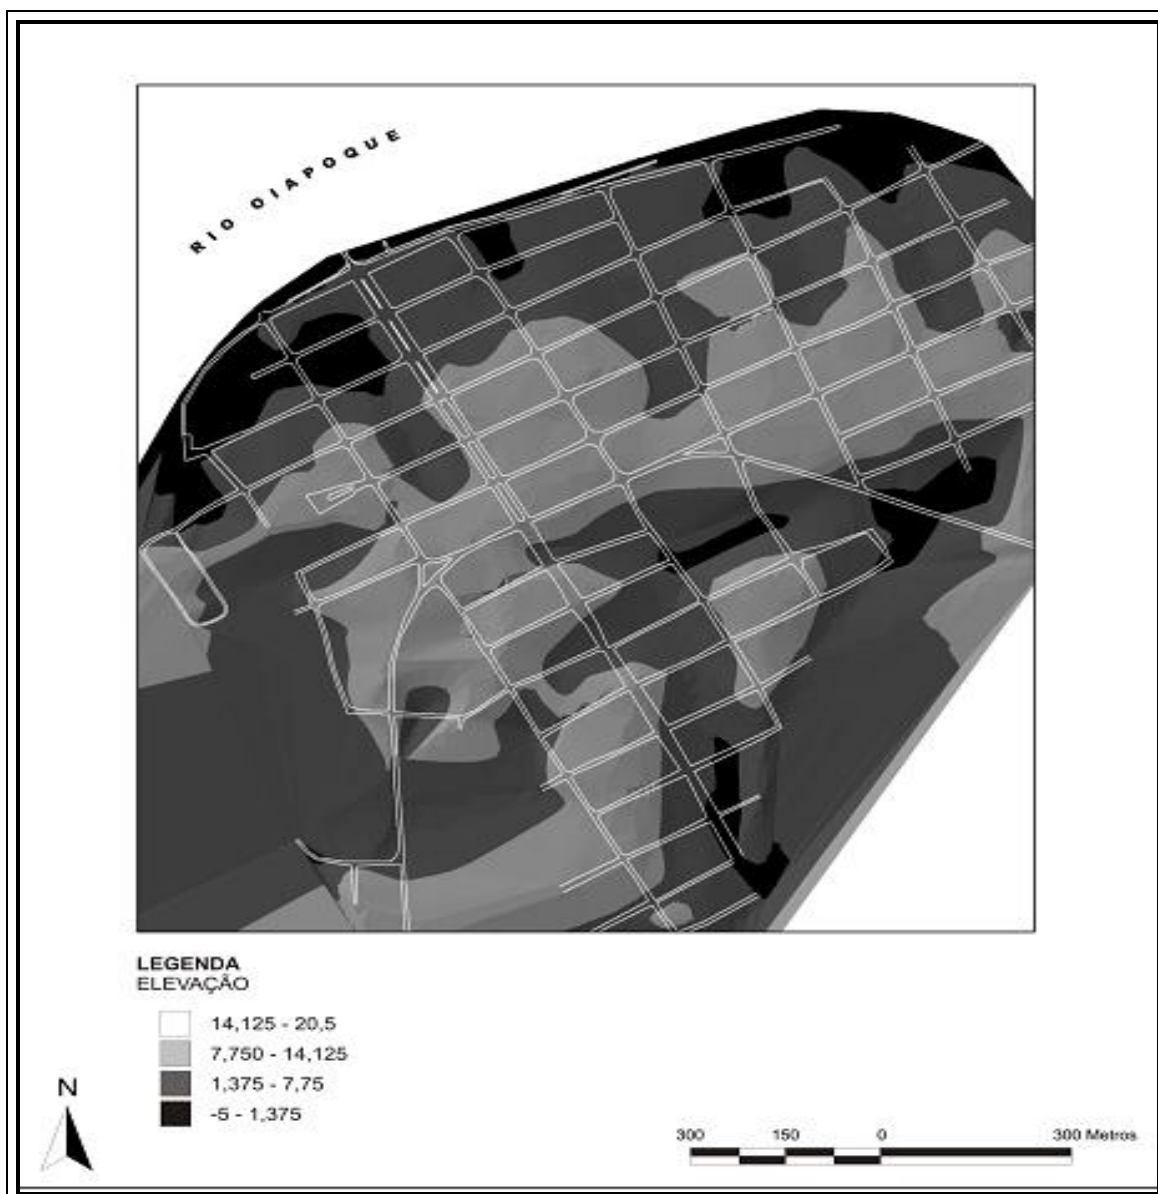 RIO OIAPOQUE
LEGENDA
ELEVAÇÃO
14,125 - 20,5
7,750 - 14,125
1,375 - 7,75
-5 - 1,375
N
300 150 0 300 Metros